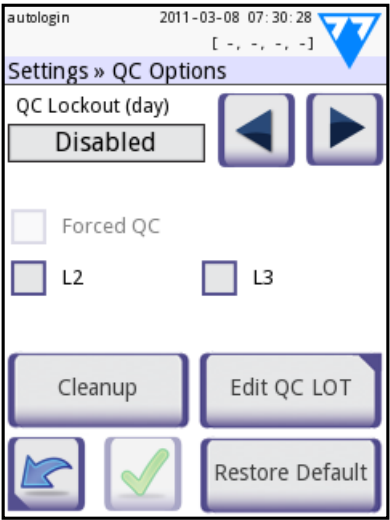 autologin 2011-03-08 07:30:28
[ -, -, -, -]
Settings » QC Options
QC Lockout (day)
Disabled
Forced QC
L2 L3
Cleanup Edit QC LOT
Restore Default